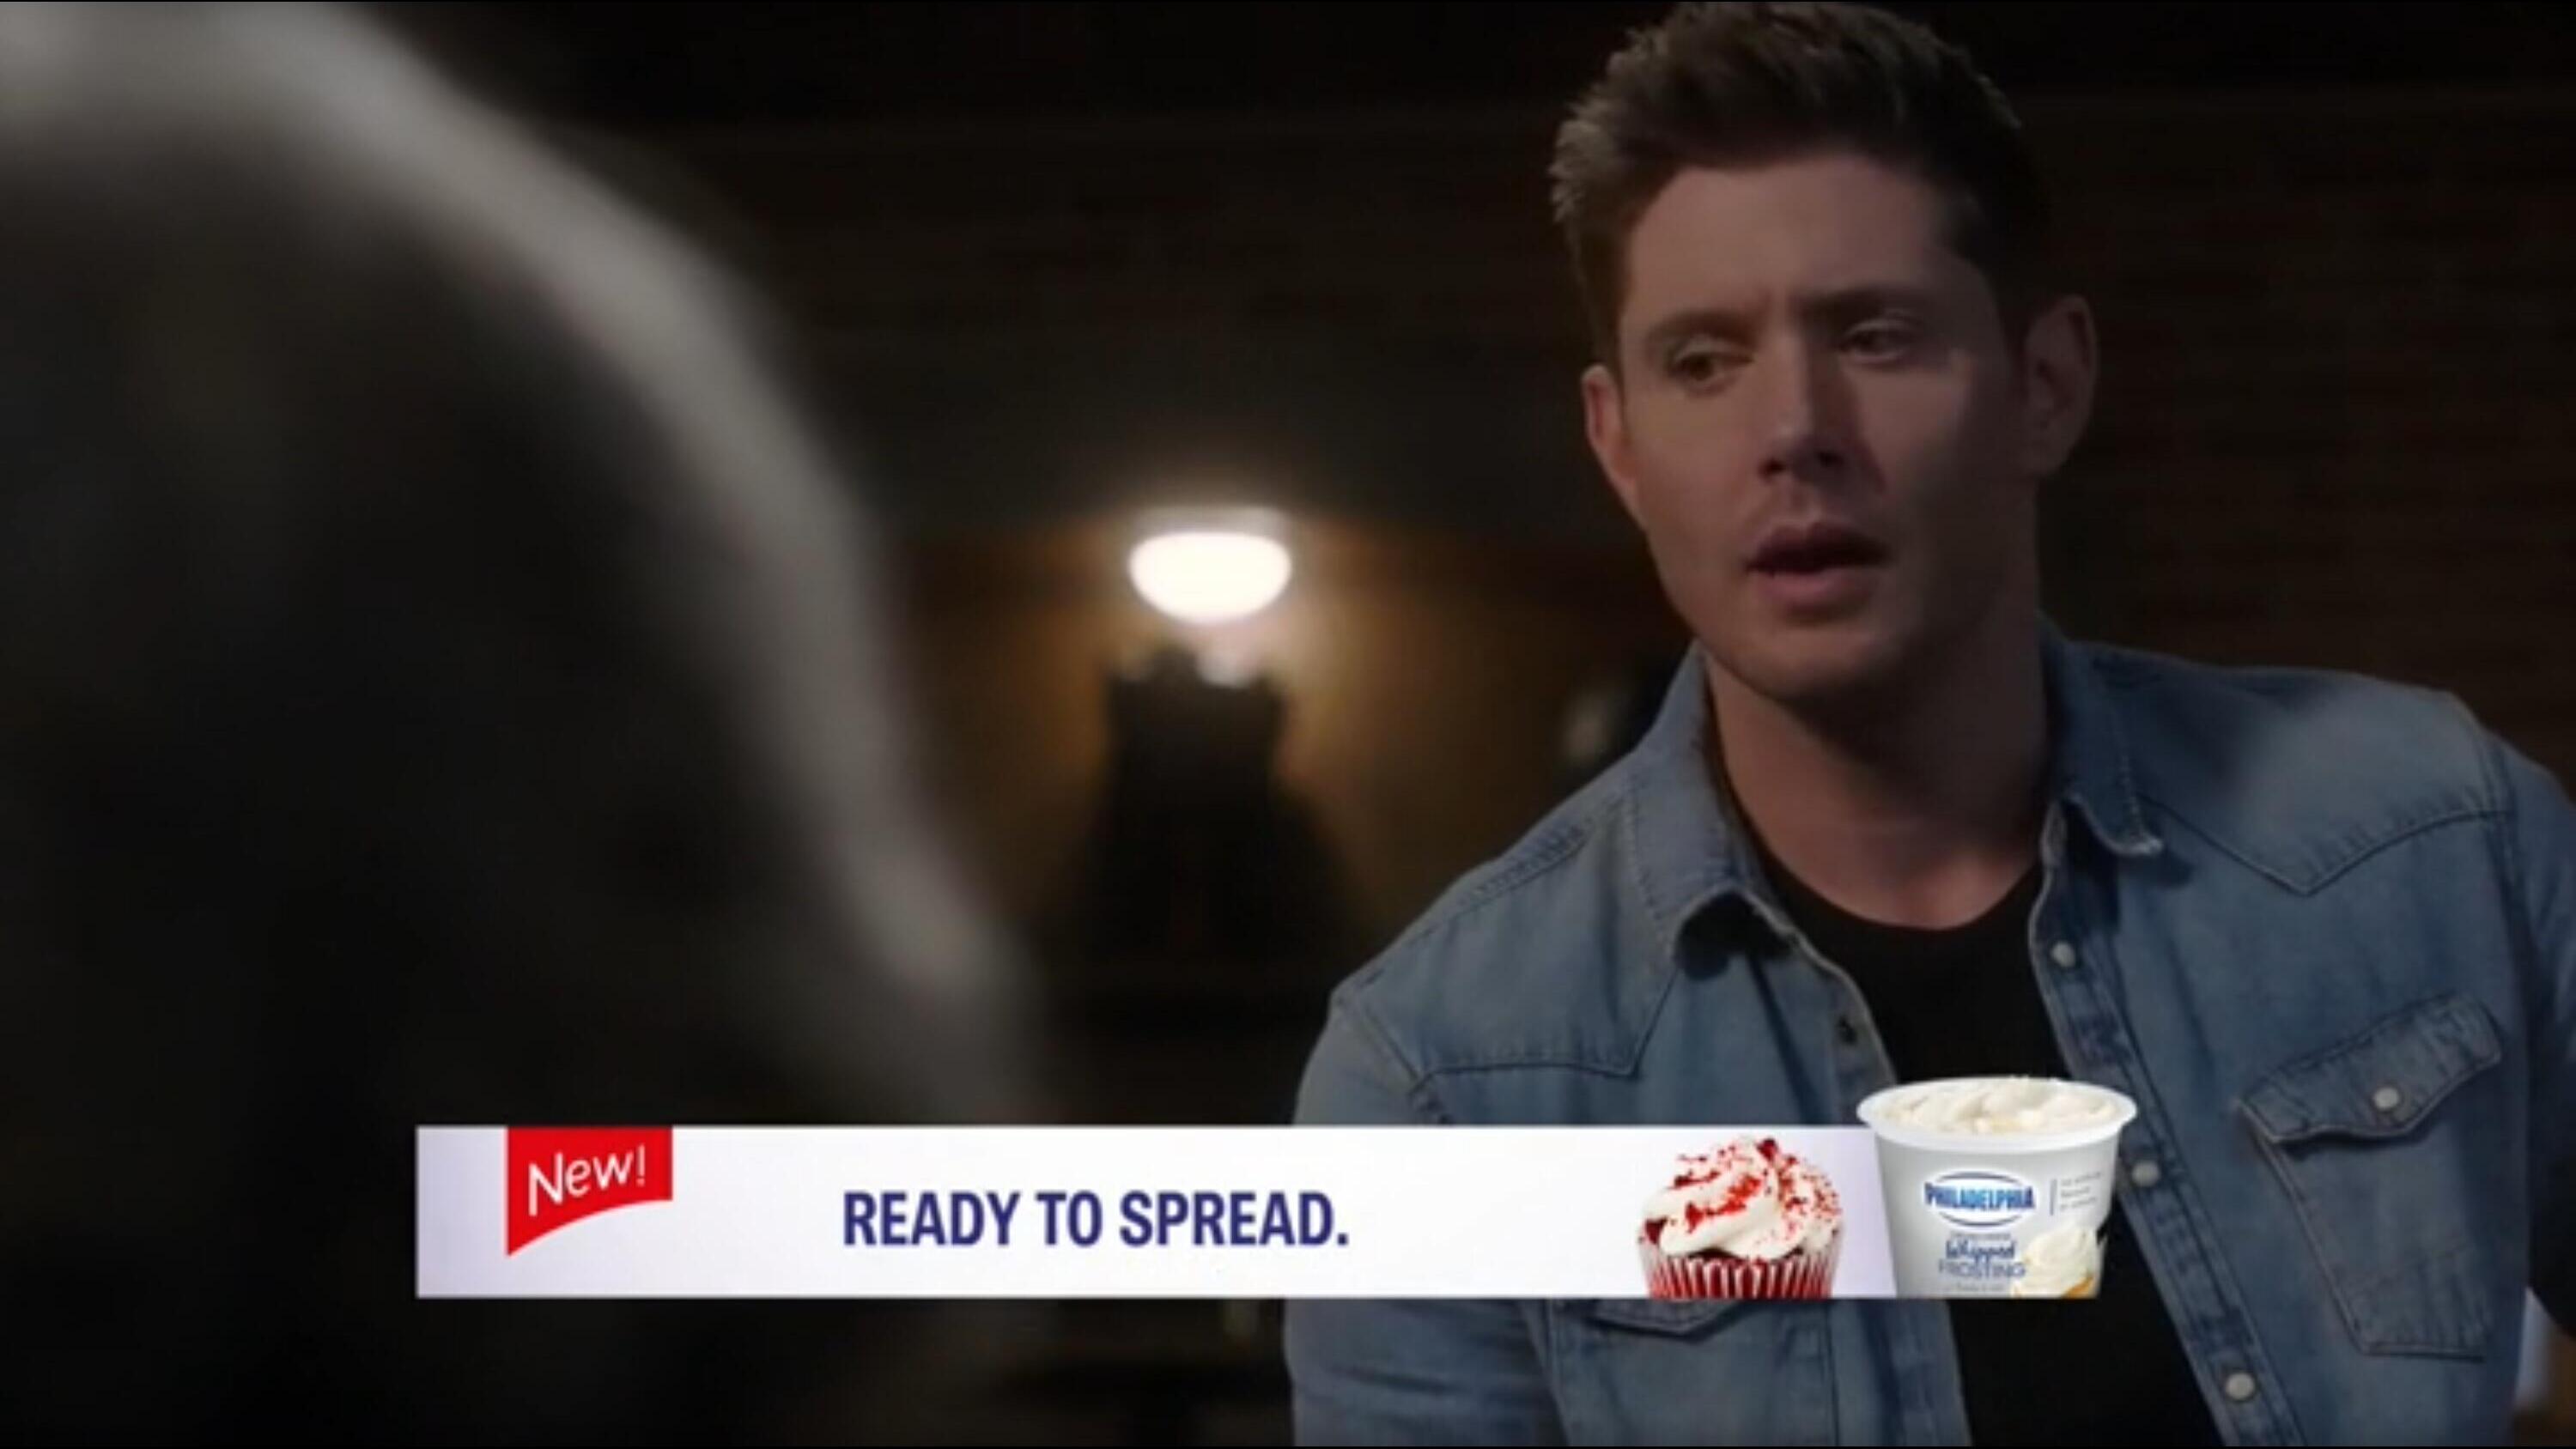 New!
READY TO SPREAD.
PHILADELPHIA
Whipped
FROSTING